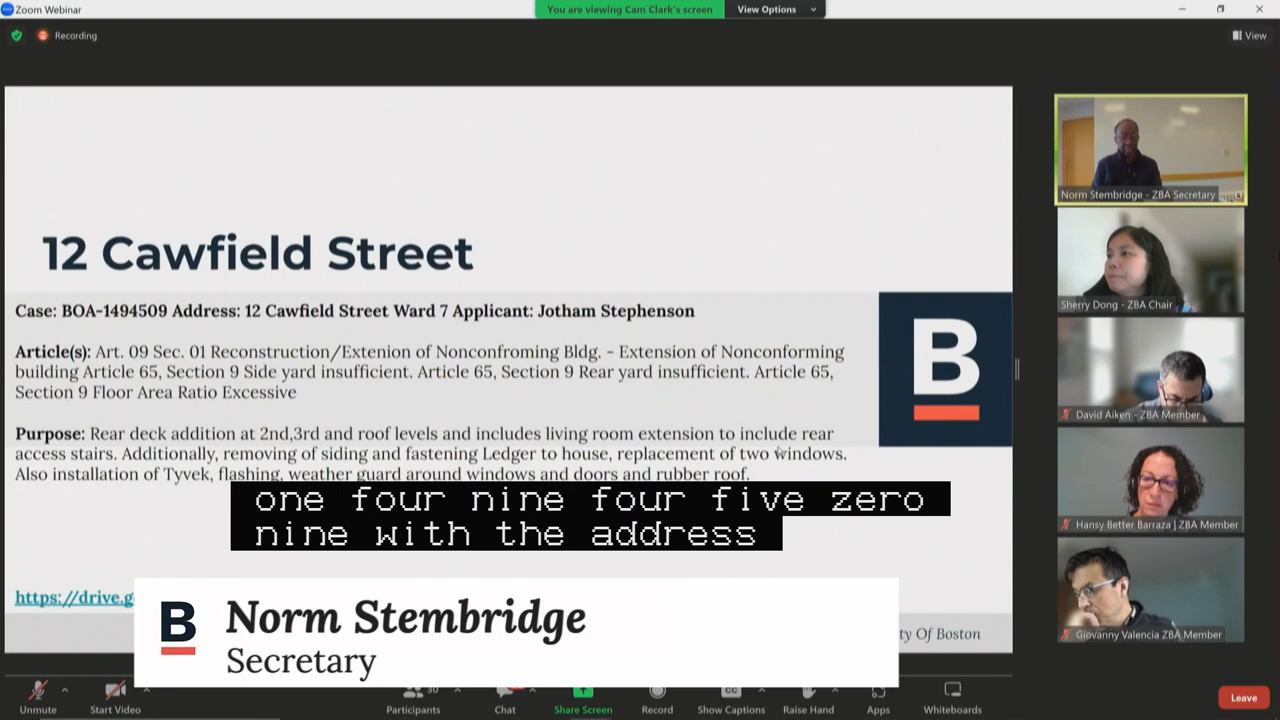 Zoom Webinar
You are viewing Cam Clark's screen
View Options
Recording
View
12 Cawfield Street
Case: BOA-1494509 Address: 12 Cawfield Street Ward 7 Applicant: Jotham Stephenson
Article(s): Art. 09 Sec. 01 Reconstruction/Extenion of Nonconfroming Bldg. - Extension of Nonconforming
building Article 65, Section 9 Side yard insufficient. Article 65, Section 9 Rear yard insufficient. Article 65,
Section 9 Floor Area Ratio Excessive
Purpose: Rear deck addition at 2nd,3rd and roof levels and includes living room extension to include rear
access stairs. Additionally, removing of siding and fastening Ledger to house, replacement of two windows.
Also installation of Tyvek, flashing, weather guard around windows and doors and rubber roof.
B
one four nine four five zero
nine with the address
https://drive.g
B
Norm Stembridge
Secretary
ty Of Boston
Norm Stembridge - ZBA Secretary
Sherry Dong - ZBA Chair
David Aiken - ZBA Member
Hansy Better Barraza | ZBA Member
Giovanny Valencia ZBA Member
Unmute
Start Video
Participants
30
Chat
Share Screen
Record
CC
Show Captions
Raise Hand
Apps
Whiteboards
Leave